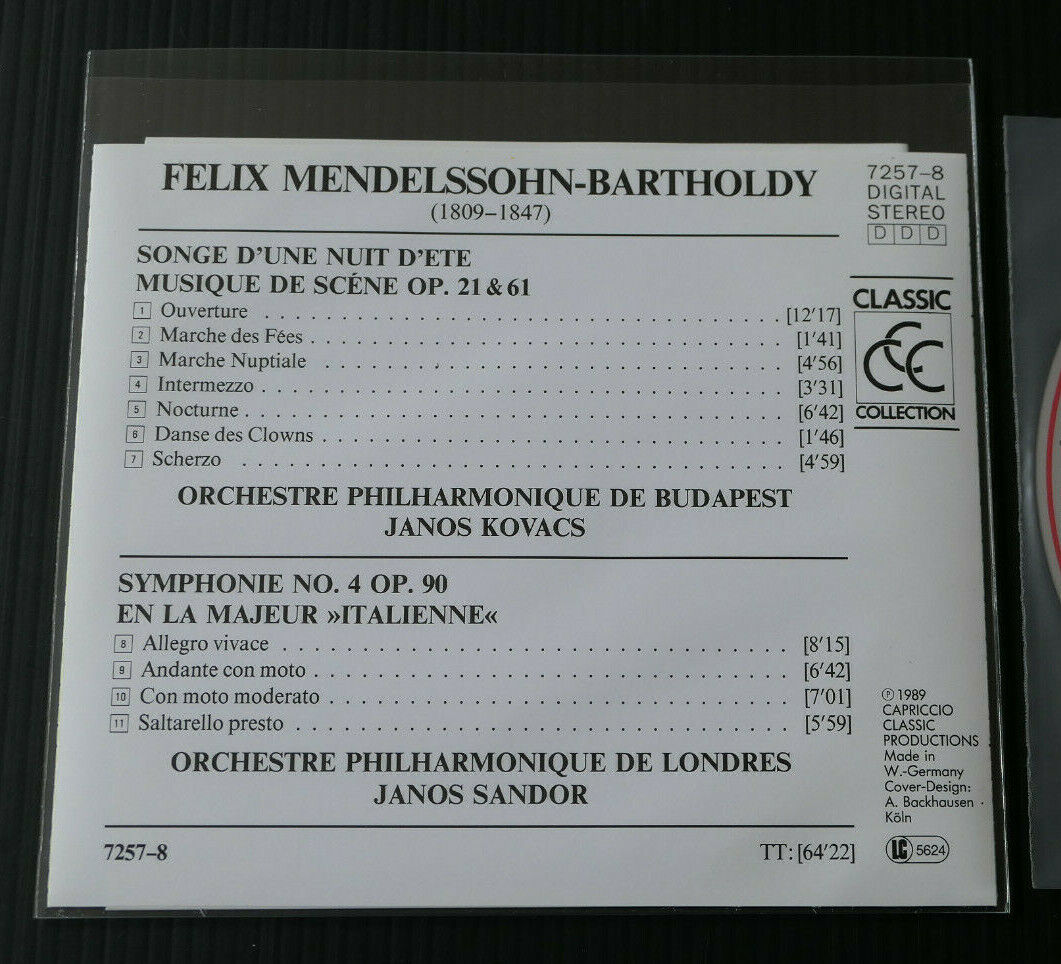 FELIX MENDELSSOHN-BARTHOLDY
(1809–1847)
7257–8
DIGITAL
STEREO
D D D
SONGE D'UNE NUIT D'ETE
MUSIQUE DE SCÉNE OP. 21 & 61
1 Ouverture . . . . . . . . . . . . . . . . . . . . . . . . . . . . [12'17]
2 Marche des Fées . . . . . . . . . . . . . . . . . . . . . . . . . . [1'41]
3 Marche Nuptiale . . . . . . . . . . . . . . . . . . . . . . . . . . [4'56]
4 Intermezzo . . . . . . . . . . . . . . . . . . . . . . . . . . . . [3'31]
5 Nocturne . . . . . . . . . . . . . . . . . . . . . . . . . . . . . [6'42]
6 Danse des Clowns . . . . . . . . . . . . . . . . . . . . . . . . . [1'46]
7 Scherzo . . . . . . . . . . . . . . . . . . . . . . . . . . . . . [4'59]
CLASSIC
CCC
COLLECTION
ORCHESTRE PHILHARMONIQUE DE BUDAPEST
JANOS KOVACS
SYMPHONIE NO. 4 OP. 90
EN LA MAJEUR »ITALIENNE«
8 Allegro vivace . . . . . . . . . . . . . . . . . . . . . . . . . . [8'15]
9 Andante con moto . . . . . . . . . . . . . . . . . . . . . . . . . [6'42]
10 Con moto moderato . . . . . . . . . . . . . . . . . . . . . . . . [7'01]
11 Saltarello presto . . . . . . . . . . . . . . . . . . . . . . . . [5'59]
ORCHESTRE PHILHARMONIQUE DE LONDRES
JANOS SANDOR
℗ 1989
CAPRICCIO
CLASSIC
PRODUCTIONS
Made in
W.-Germany
Cover-Design:
A. Backhausen ·
Köln
7257–8
TT: [64'22]
LC 5624